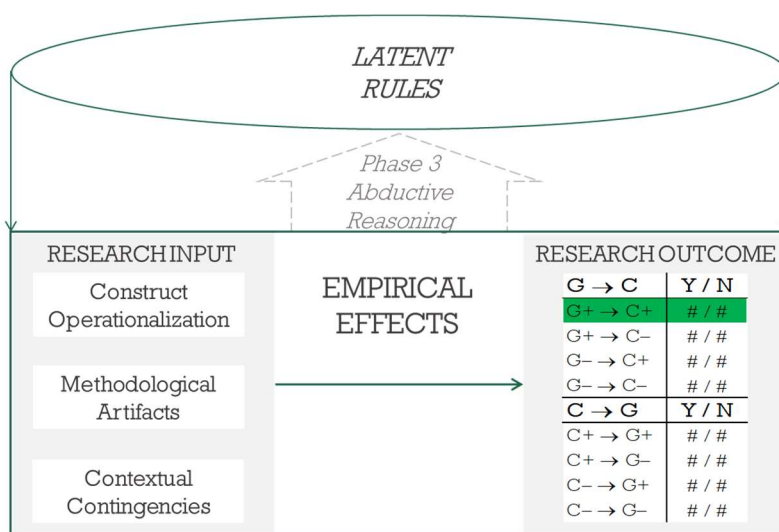 LATENT
RULES
Phase 3
Abductive
Reasoning
RESEARCH INPUT
Construct
Operationalization
Methodological
Artifacts
Contextual
Contingencies
EMPIRICAL
EFFECTS
RESEARCH OUTCOME
G → C Y / N
G+ → C+ # / #
G+ → C– # / #
G– → C+ # / #
G– → C– # / #
C → G Y / N
C+ → G+ # / #
C+ → G– # / #
C– → G+ # / #
C– → G– # / #